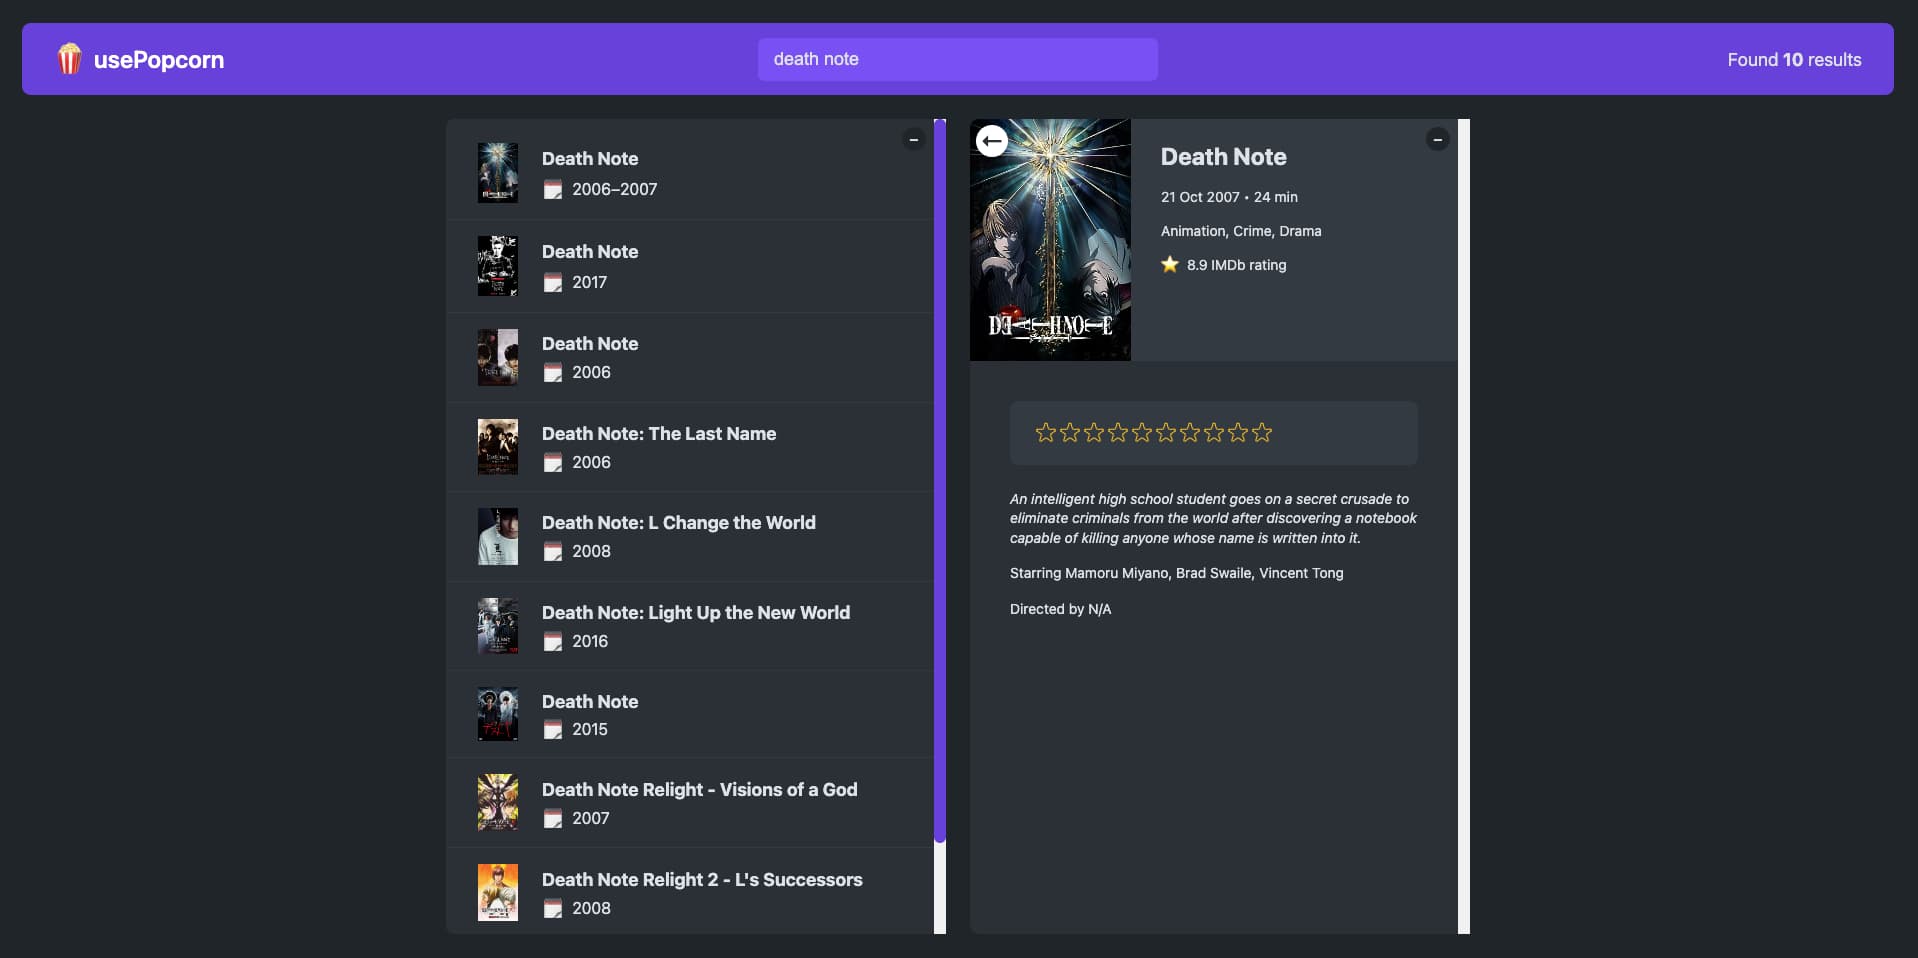 usePopcorn
death note
Found 10 results
Death Note
2006–2007
Death Note
2017
Death Note
2006
Death Note: The Last Name
2006
Death Note: L Change the World
2008
Death Note: Light Up the New World
2016
Death Note
2015
Death Note Relight - Visions of a God
2007
Death Note Relight 2 - L's Successors
2008
DEATHNOTE
Death Note
21 Oct 2007 • 24 min
Animation, Crime, Drama
8.9 IMDb rating
An intelligent high school student goes on a secret crusade to
eliminate criminals from the world after discovering a notebook
capable of killing anyone whose name is written into it.
Starring Mamoru Miyano, Brad Swaile, Vincent Tong
Directed by N/A